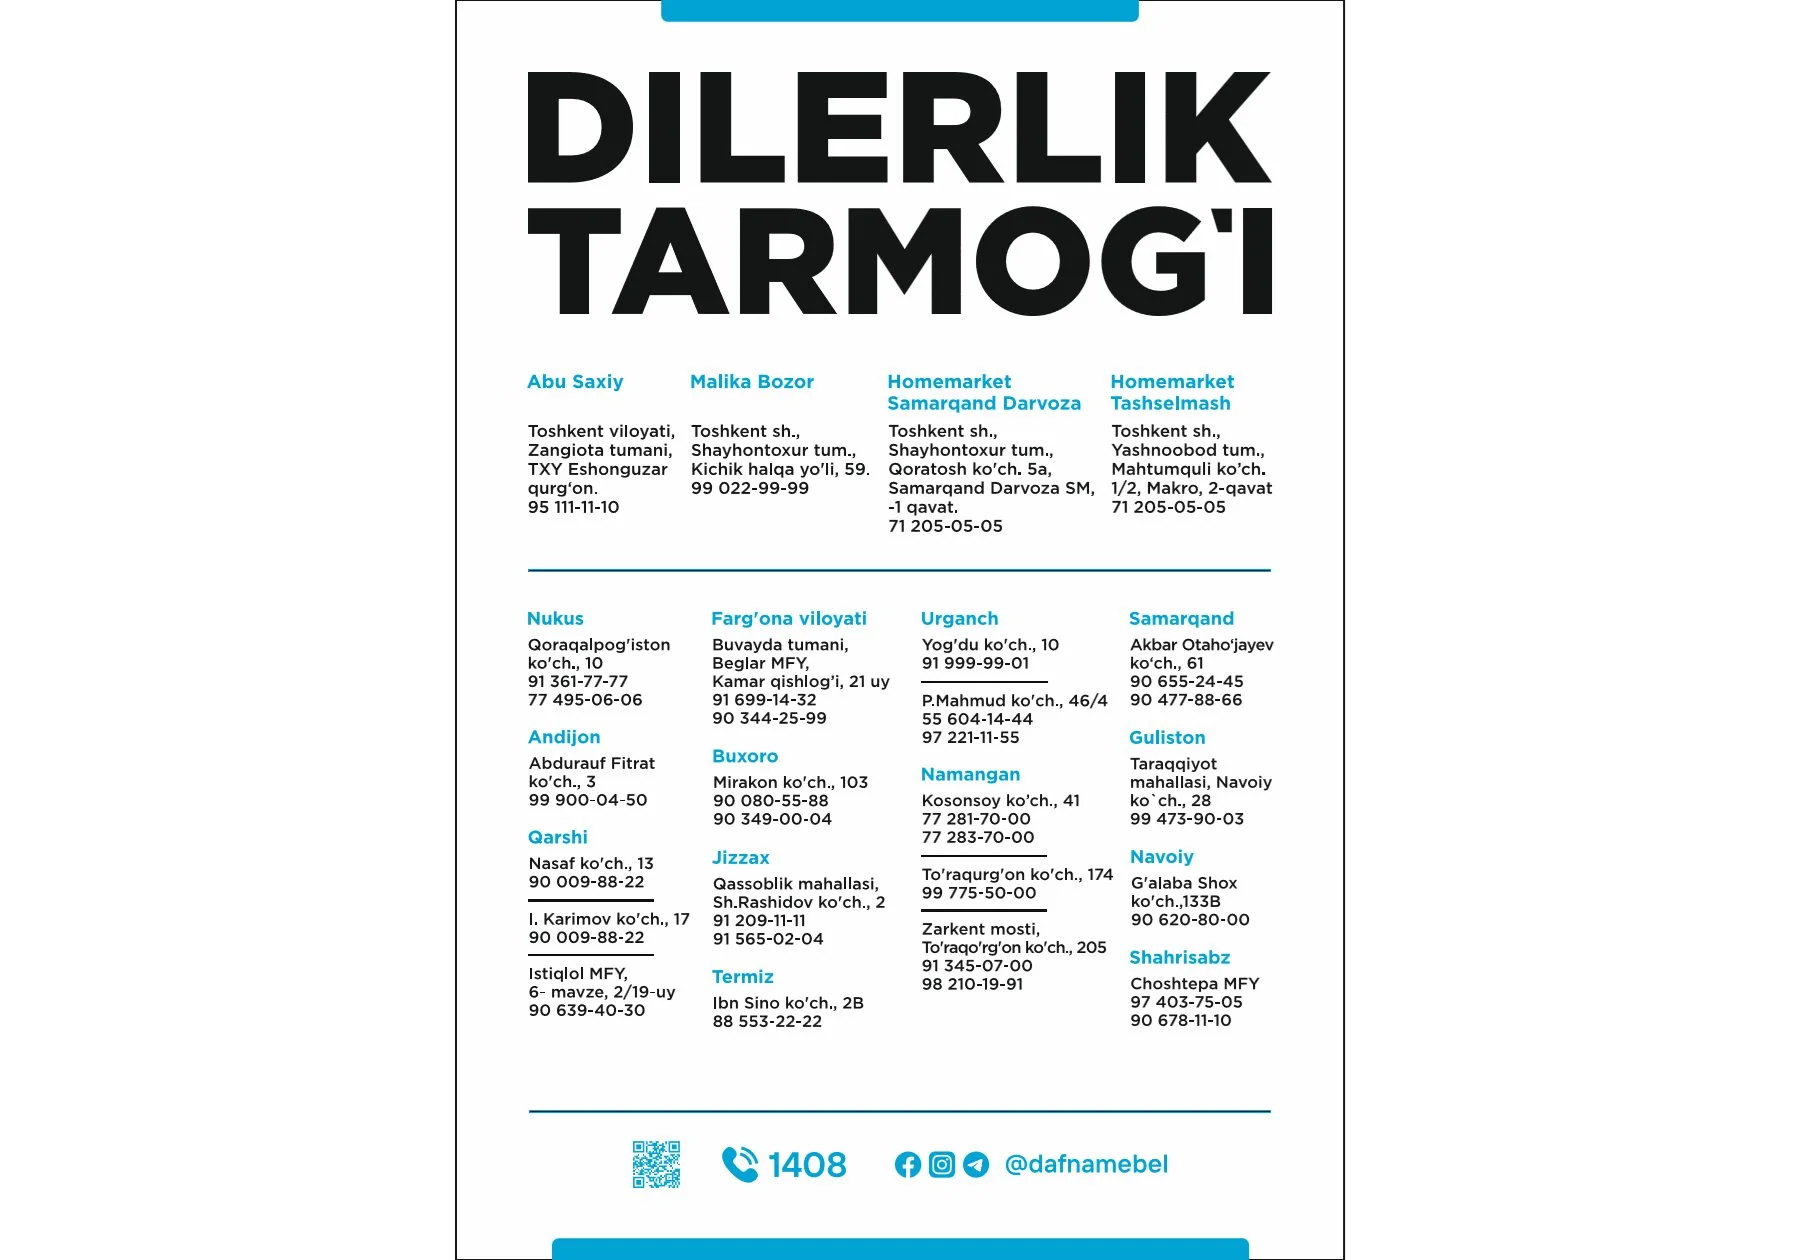 DILERLIK
TARMOG`I
Abu Saxiy
Toshkent viloyati,
Zangiota tumani,
TXY Eshonguzar
qurg‘on.
95 111-11-10
Malika Bozor
Toshkent sh.,
Shayhontoxur tum.,
Kichik halqa yo'li, 59.
99 022-99-99
Homemarket
Samarqand Darvoza
Toshkent sh.,
Shayhontoxur tum.,
Qoratosh ko'ch. 5a,
Samarqand Darvoza SM,
-1 qavat.
71 205-05-05
Homemarket
Tashselmash
Toshkent sh.,
Yashnoobod tum.,
Mahtumquli ko’ch.
1/2, Makro, 2-qavat
71 205-05-05
Nukus
Qoraqalpog'iston
ko'ch., 10
91 361-77-77
77 495-06-06
Andijon
Abdurauf Fitrat
ko'ch., 3
99 900-04-50
Qarshi
Nasaf ko'ch., 13
90 009-88-22
I. Karimov ko'ch., 17
90 009-88-22
Istiqlol MFY,
6- mavze, 2/19-uy
90 639-40-30
Farg'ona viloyati
Buvayda tumani,
Beglar MFY,
Kamar qishlog’i, 21 uy
91 699-14-32
90 344-25-99
Buxoro
Mirakon ko'ch., 103
90 080-55-88
90 349-00-04
Jizzax
Qassoblik mahallasi,
Sh.Rashidov ko'ch., 2
91 209-11-11
91 565-02-04
Termiz
Ibn Sino ko'ch., 2B
88 553-22-22
Urganch
Yog'du ko'ch., 10
91 999-99-01
P.Mahmud ko'ch., 46/4
55 604-14-44
97 221-11-55
Namangan
Kosonsoy ko’ch., 41
77 281-70-00
77 283-70-00
To'raqurg'on ko'ch., 174
99 775-50-00
Zarkent mosti,
To'raqo'rg'on ko'ch., 205
91 345-07-00
98 210-19-91
Samarqand
Akbar Otaho‘jayev
ko‘ch., 61
90 655-24-45
90 477-88-66
Guliston
Taraqqiyot
mahallasi, Navoiy
ko`ch., 28
99 473-90-03
Navoiy
G'alaba Shox
ko'ch.,133B
90 620-80-00
Shahrisabz
Choshtepa MFY
97 403-75-05
90 678-11-10
1408
@dafnamebel